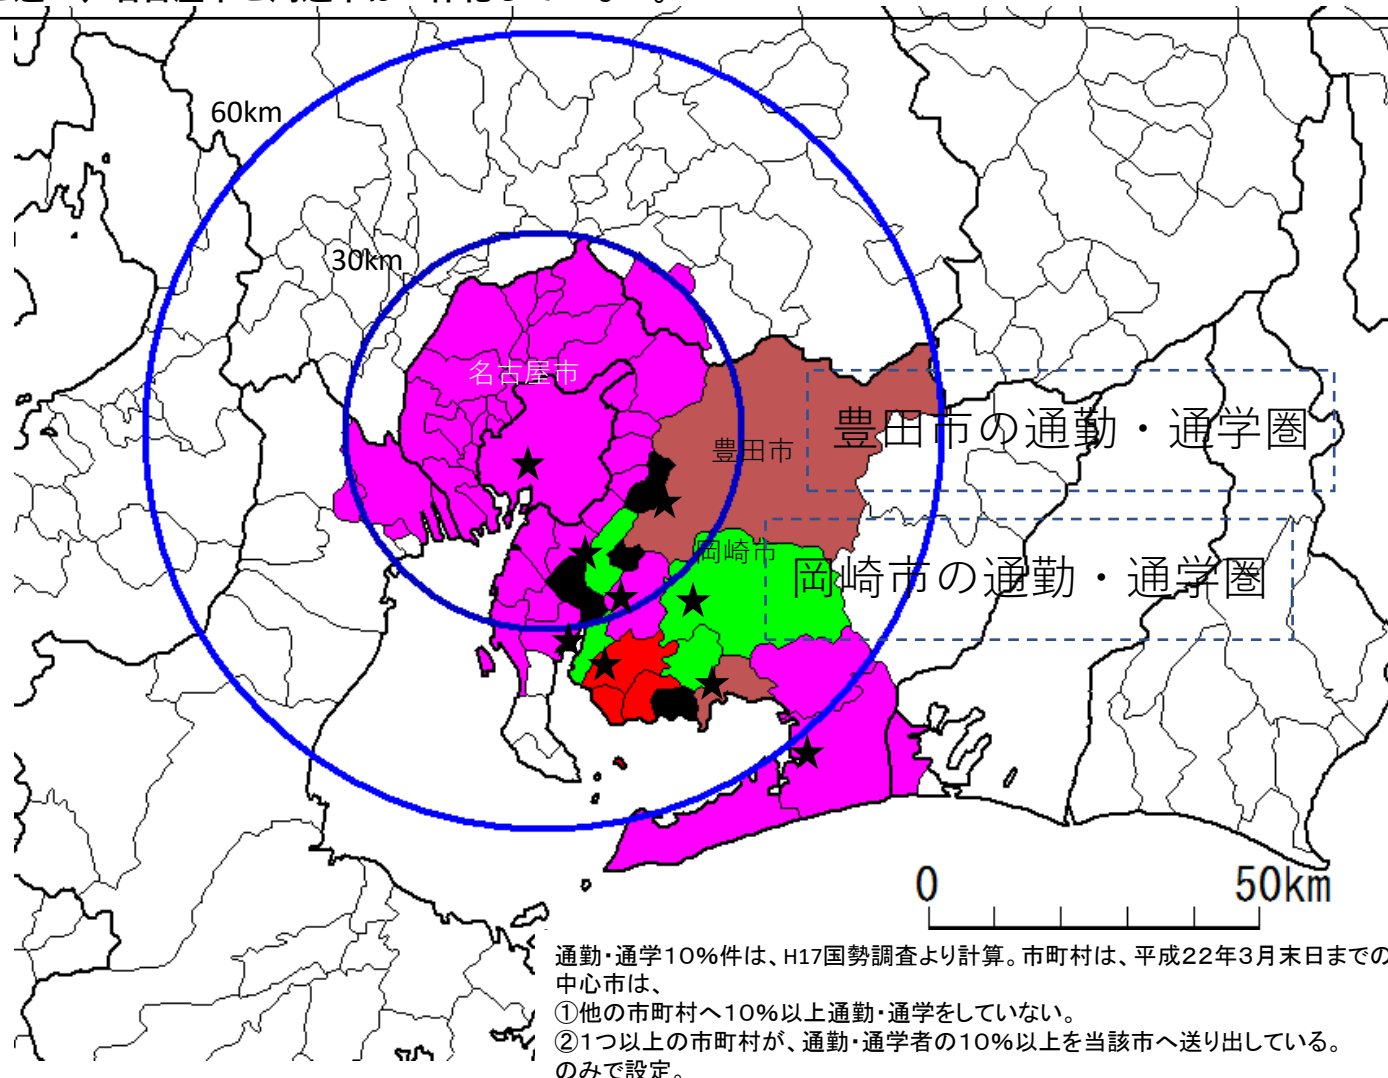 60km
30km
名古屋市
豊田市
豊田市の通勤・通学圏
岡崎市
岡崎市の通勤・通学圏
0 50km
通勤・通学10%件は、H17国勢調査より計算。市町村は、平成22年3月末日までの
中心市は、
①他の市町村へ10%以上通勤・通学をしていない。
②1つ以上の市町村が、通勤・通学者の10%以上を当該市へ送り出している。
のみで設定。